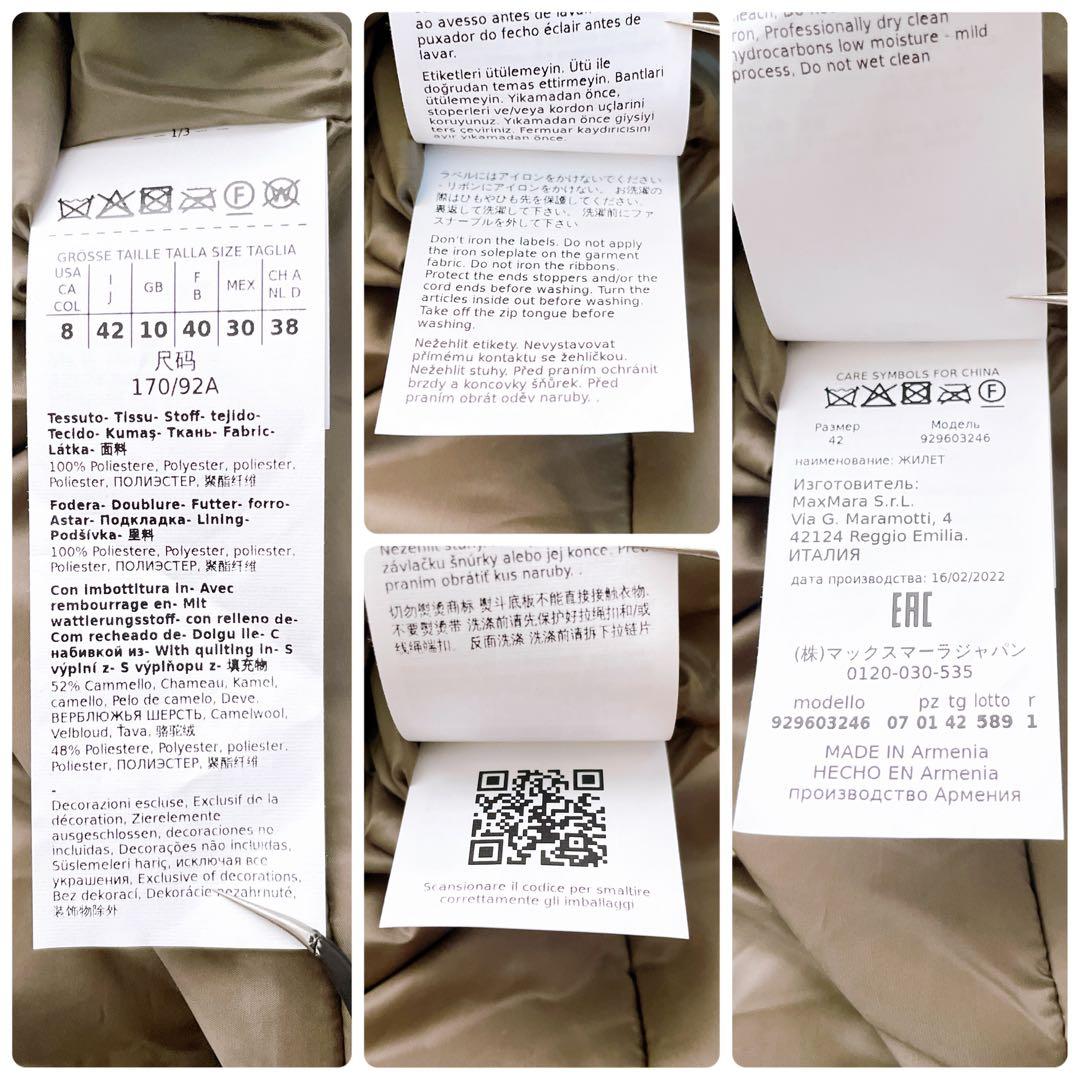 1/3
GROSSE TAILLE TALLA SIZE TAGLIA
USA CA COL
I J
GB
F B
MEX
CH A NL D
8 42 10 40 30 38
尺码
170/92A
Tessuto- Tissu- Stoff- tejido-
Tecido- Kumaş- Ткань- Fabric-
Látka- 面料
100% Poliestere, Polyester, poliester,
Poliester, ПОЛИЭСТЕР, 聚酯纤维
Fodera- Doublure- Futter- forro-
Astar- Подкладка- Lining-
Podšívka- 里料
100% Poliestere, Polyester, poliester,
Poliester, ПОЛИЭСТЕР, 聚酯纤维
Con imbottitura in- Avec
rembourrage en- Mit
wattierlungsstoff- con relleno de-
Com recheado de- Dolgu ile- С
набивкой из- With quilting in- S
výplní z- S výplňopu z- 填充物
52% Cammello, Chameau, Kamel,
camello, Pelo de camelo, Deve,
ВЕРБЛЮЖЬЯ ШЕРСТЬ, Camelwool,
Velbloud, Ťava, 骆驼绒
48% Poliestere, Polyester, poliester,
Poliester, ПОЛИЭСТЕР, 聚酯纤维
-
Decorazioni escluse, Exclusif de la
décoration, Zierelemente
ausgeschlossen, decoraciones no
incluidas, Decorações não incluidas,
Süslemeleri hariç, исключая все
украшения, Exclusive of decorations,
Bez dekorací, Dekorácie nezahrnuté,
装饰物除外
ao avesso antes de lavar.
puxador do fecho éclair antes de
lavar.
Etiketleri ütülemeyin. Ütü ile
doğrudan temas ettirmeyin. Bantlari
ütülemeyin. Yikamadan önce,
stoperleri ve/veya kordon uçlarini
koruyunuz. Yikamadan önce giysiyi
ters çeviriniz. Fermuar kaydiricisini
ayir yikamadan önce.
ラベルにはアイロンをかけないでください
- リボンにアイロンをかけない。 お洗濯の
際はひもやひも先を保護してください。
裏返して洗濯して下さい。 洗濯前にファ
スナープルを外して下さい
Don't iron the labels. Do not apply
the iron soleplate on the garment
fabric. Do not iron the ribbons.
Protect the ends stoppers and/or the
cord ends before washing. Turn the
articles inside out before washing.
Take off the zip tongue before
washing.
Nežehlit etikety. Nevystavovat
přímému kontaktu se žehličkou.
Nežehlit stuhy. Před praním ochránit
brzdy a koncovky šňůrek. Před
praním obrát oděv naruby. .
Nežehlit stuhy.
závlačku šnúrky alebo jej konce. Pred
praním obrátiť kus naruby. .
切勿熨烫商标 熨斗底板不能直接接触衣物.
不要熨烫带 洗涤前请先保护好拉绳扣和/或
线绳端扣. 反面洗涤 洗涤前请拆下拉链片
Scansionare il codice per smaltire
correttamente gli imballaggi
iron, Professionally dry clean
hydrocarbons low moisture - mild
process, Do not wet clean
CARE SYMBOLS FOR CHINA
Размер Модель
42 929603246
наименование: ЖИЛЕТ
Изготовитель:
MaxMara S.r.L.
Via G. Maramotti, 4
42124 Reggio Emilia.
ИТАЛИЯ
дата производства: 16/02/2022
EAC
(株)マックスマーラジャパン
0120-030-535
modello pz tg lotto r
929603246 07 01 42 589 1
MADE IN Armenia
HECHO EN Armenia
производство Армения